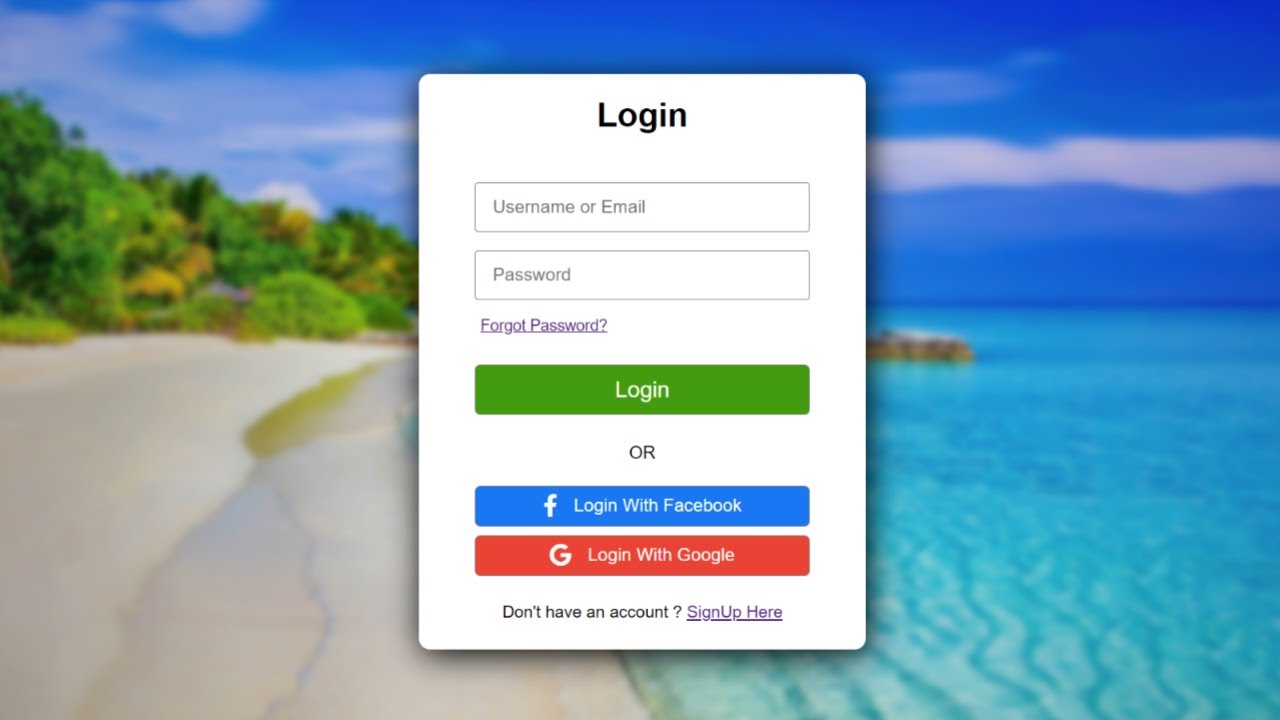 Login
Username or Email
Password
Forgot Password?
Login
OR
Login With Facebook
Login With Google
Don't have an account ? SignUp Here